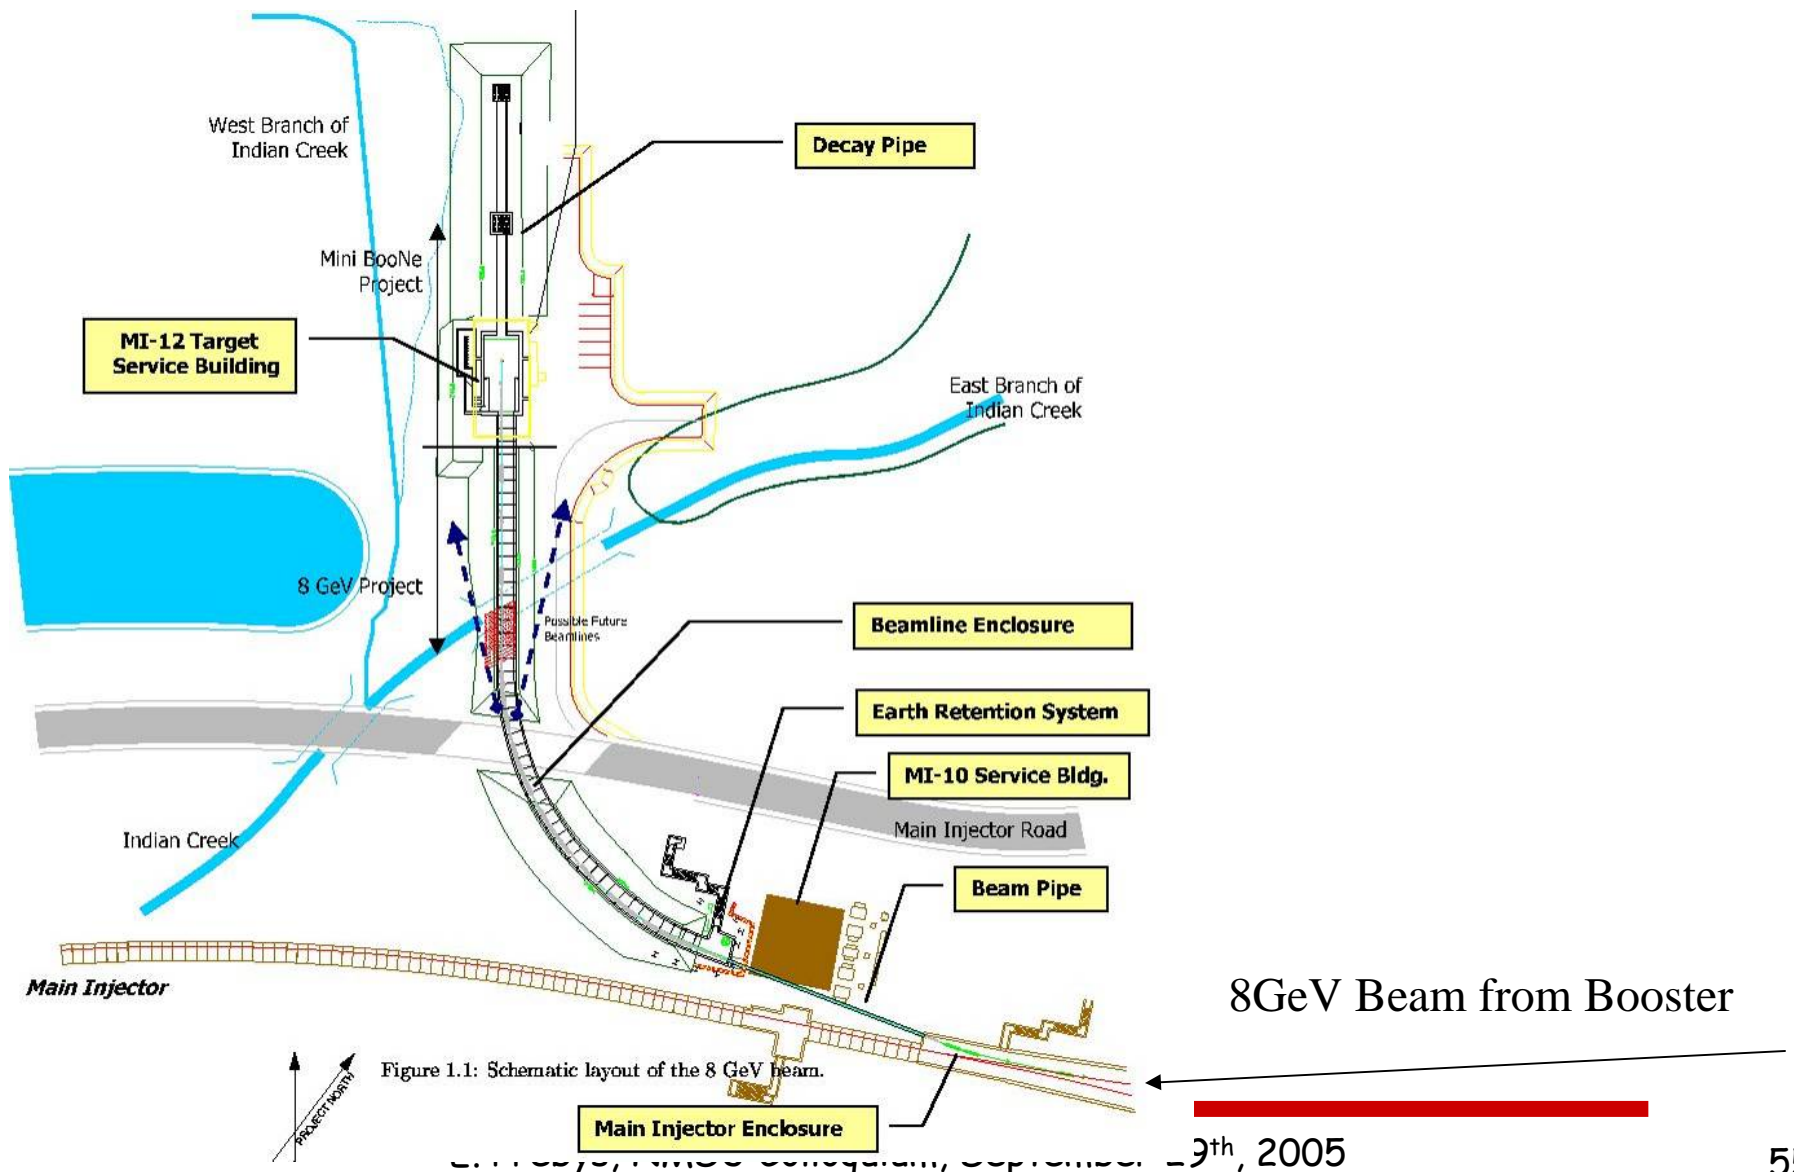 West Branch of
Indian Creek
Decay Pipe
Mini BooNe
Project
MI-12 Target
Service Building
East Branch of
Indian Creek
8 GeV Project
Possible Future
Beamlines
Beamline Enclosure
Earth Retention System
MI-10 Service Bldg.
Main Injector Road
Indian Creek
Beam Pipe
Main Injector
8GeV Beam from Booster
Figure 1.1: Schematic layout of the 8 GeV beam.
PROJECT NORTH
Main Injector Enclosure
Colloquium, September 29th, 2005